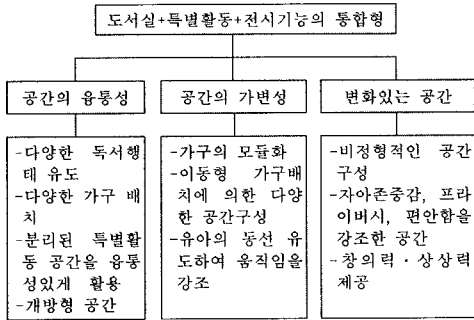 도서실+특별활동+전시기능의 통합형
공간의 융통성
-다양한 독서행
태 유도
-다양한 가구 배
치
-분리된 특별활
동 공간을 융통
성있게 활용
-개방형 공간
공간의 가변성
-가구의 모듈화
-이동형 가구배
치에 의한 다양
한 공간구성
-유아의 동선 유
도하여 움직임을
강조
변화있는 공간
-비정형적인 공간
구성
-자아존중감, 프라
이버시, 편안함을
강조한 공간
-창의력·상상력
제공